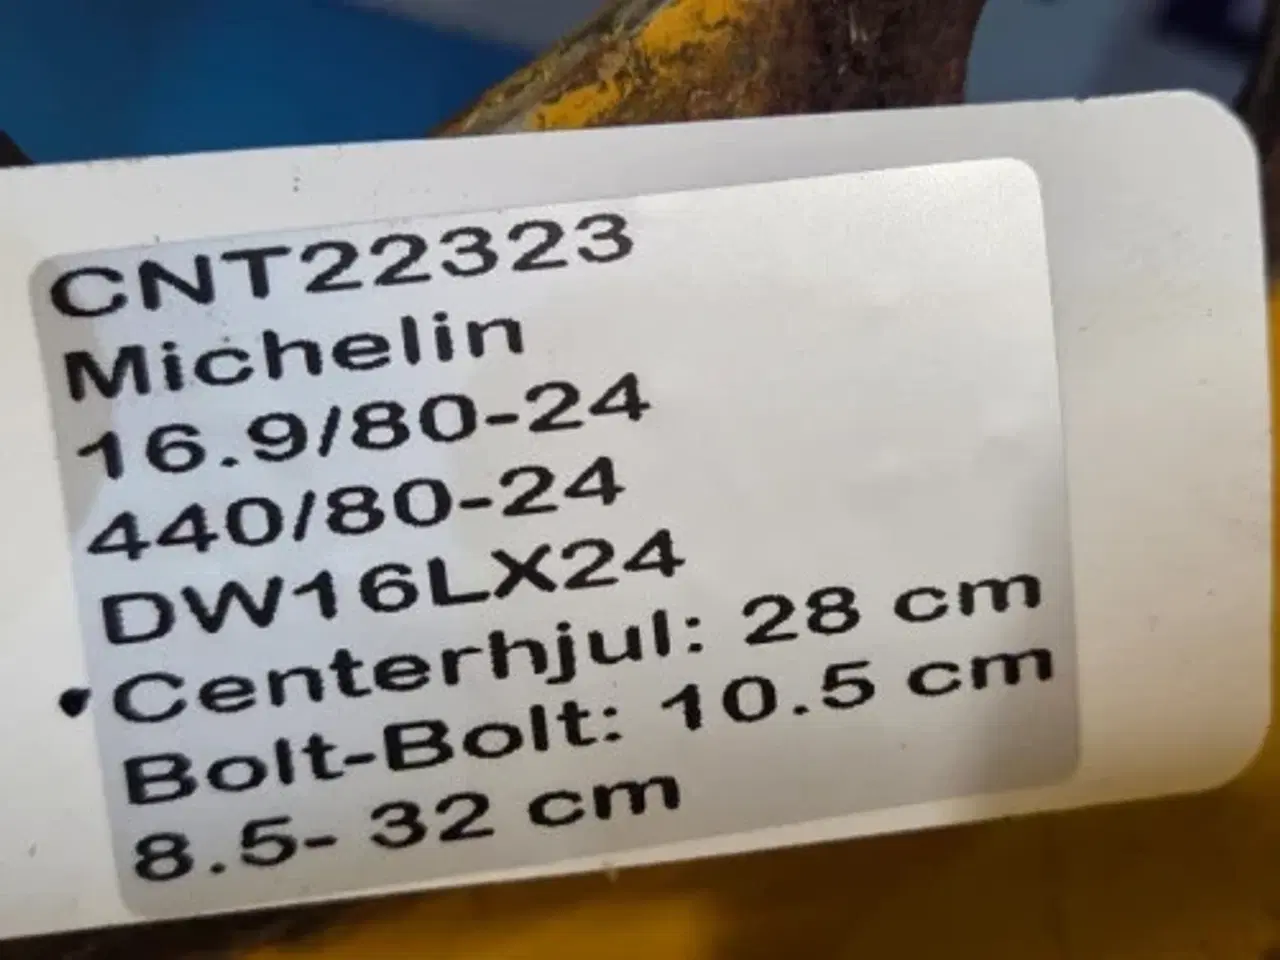 CNT22323
Michelin
16.9/80-24
440/80-24
DW16LX24
Centerhjul: 28 cm
Bolt-Bolt: 10.5 cm
8.5- 32 cm